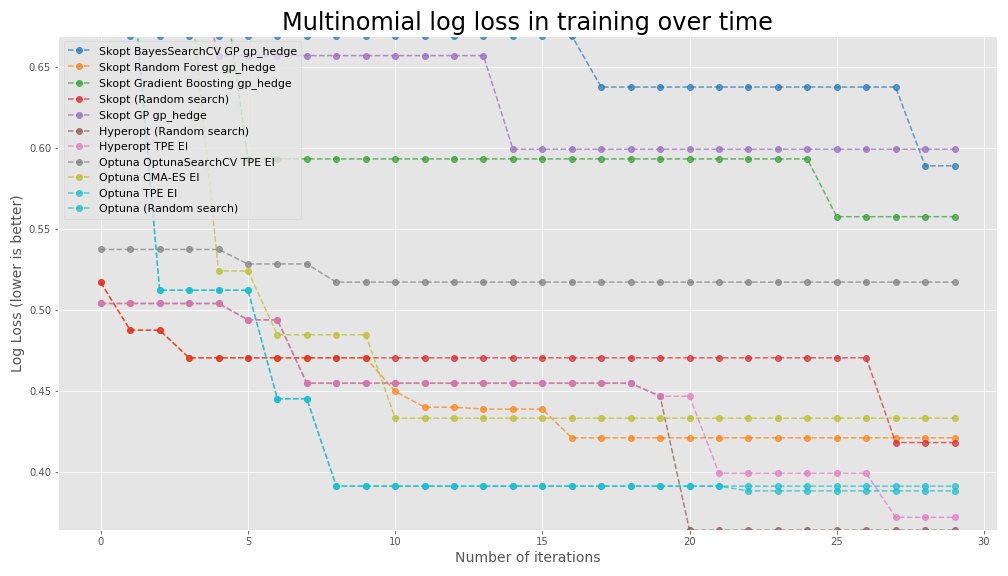 Multinomial log loss in training over time
Skopt BayesSearchCV GP gp_hedge
Skopt Random Forest gp_hedge
Skopt Gradient Boosting gp_hedge
Skopt (Random search)
Skopt GP gp_hedge
Hyperopt (Random search)
Hyperopt TPE EI
Optuna OptunaSearchCV TPE EI
Optuna CMA-ES EI
Optuna TPE EI
Optuna (Random search)
Log Loss (lower is better)
0.65
0.60
0.55
0.50
0.45
0.40
0
5
10
15
20
25
30
Number of iterations